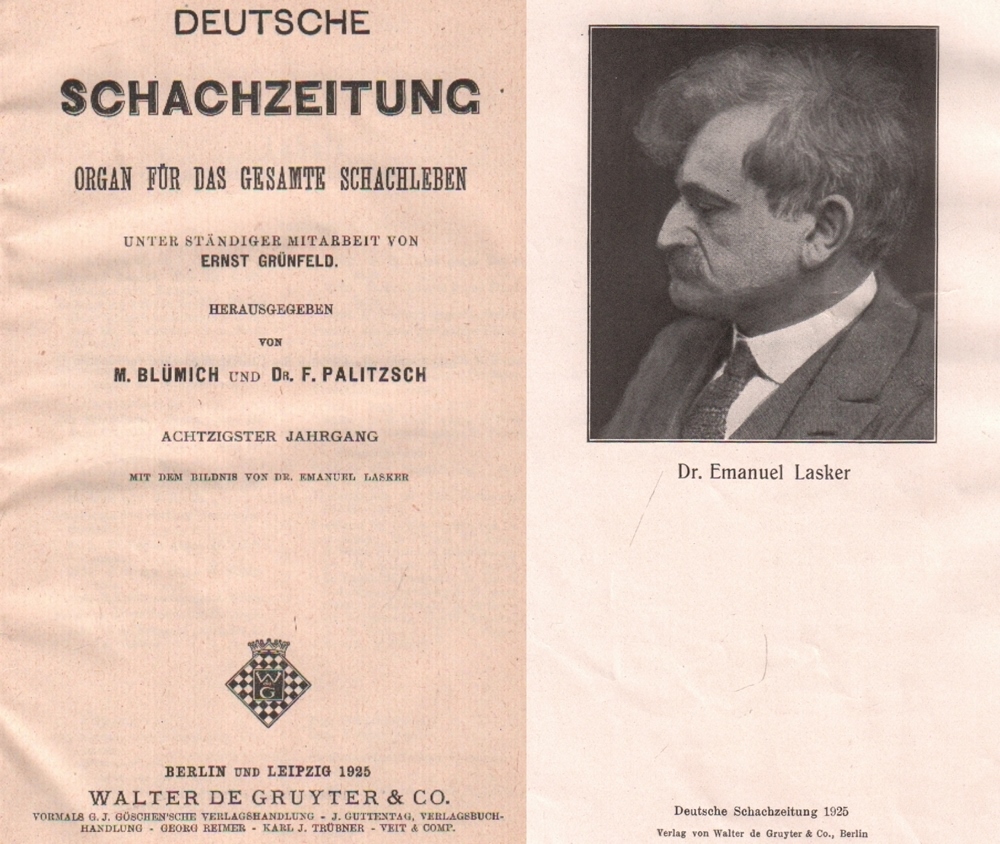 DEUTSCHE
SCHACHZEITUNG
ORGAN FÜR DAS GESAMTE SCHACHLEBEN
UNTER STÄNDIGER MITARBEIT VON
ERNST GRÜNFELD.
HERAUSGEGEBEN
VON
M. BLÜMICH UND DR. F. PALITZSCH
ACHTZIGSTER JAHRGANG
MIT DEM BILDNIS VON DR. EMANUEL LASKER
W
G
BERLIN UND LEIPZIG 1925
WALTER DE GRUYTER & CO.
VORMALS G. J. GÖSCHEN'SCHE VERLAGSHANDLUNG - J. GUTTENTAG, VERLAGSBUCH-
HANDLUNG - GEORG REIMER - KARL J. TRÜBNER - VEIT & COMP.
Dr. Emanuel Lasker
Deutsche Schachzeitung 1925
Verlag von Walter de Gruyter & Co., Berlin